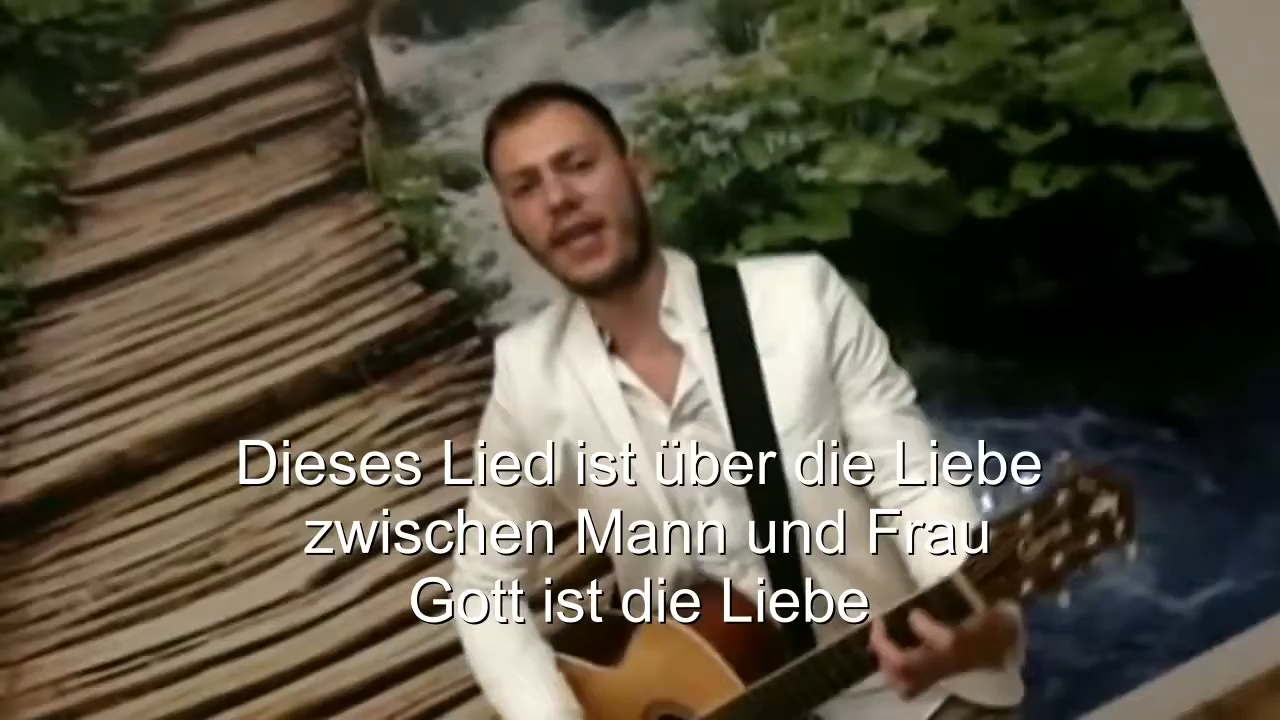 Dieses Lied ist über die Liebe
zwischen Mann und Frau
Gott ist die Liebe